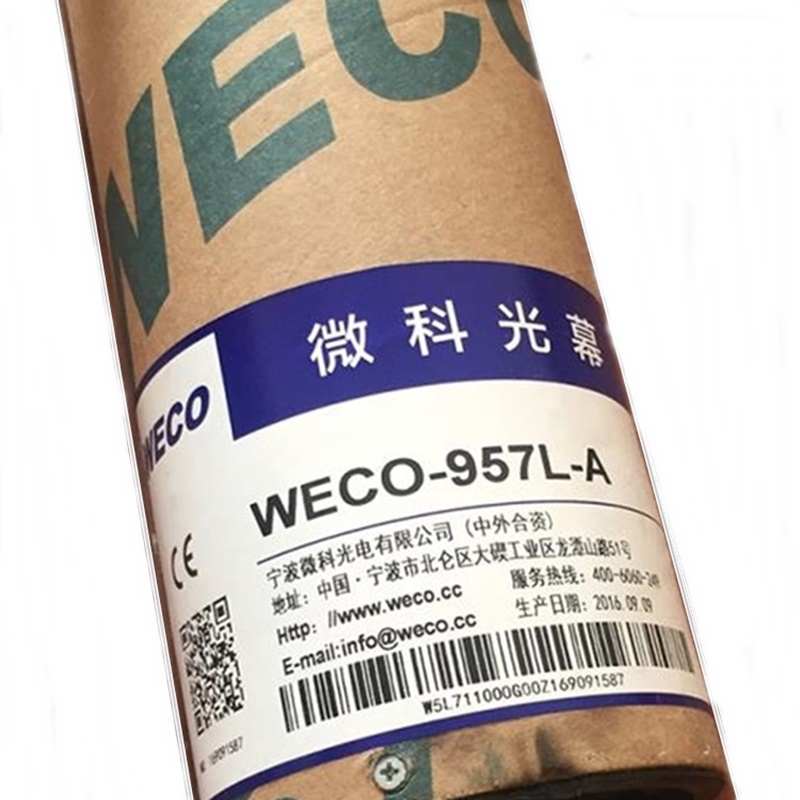 WECO
微科光幕
WECO
WECO-957L-A
CE
宁波微科光电有限公司（中外合资）
地址：中国·宁波市北仑区大碶工业区龙潭山路51号
服务热线：400-6060-249
Http：//www.weco.cc
生产日期：2016.09.09
E-mail:info@weco.cc
W5L711000G00Z169091587
169091587